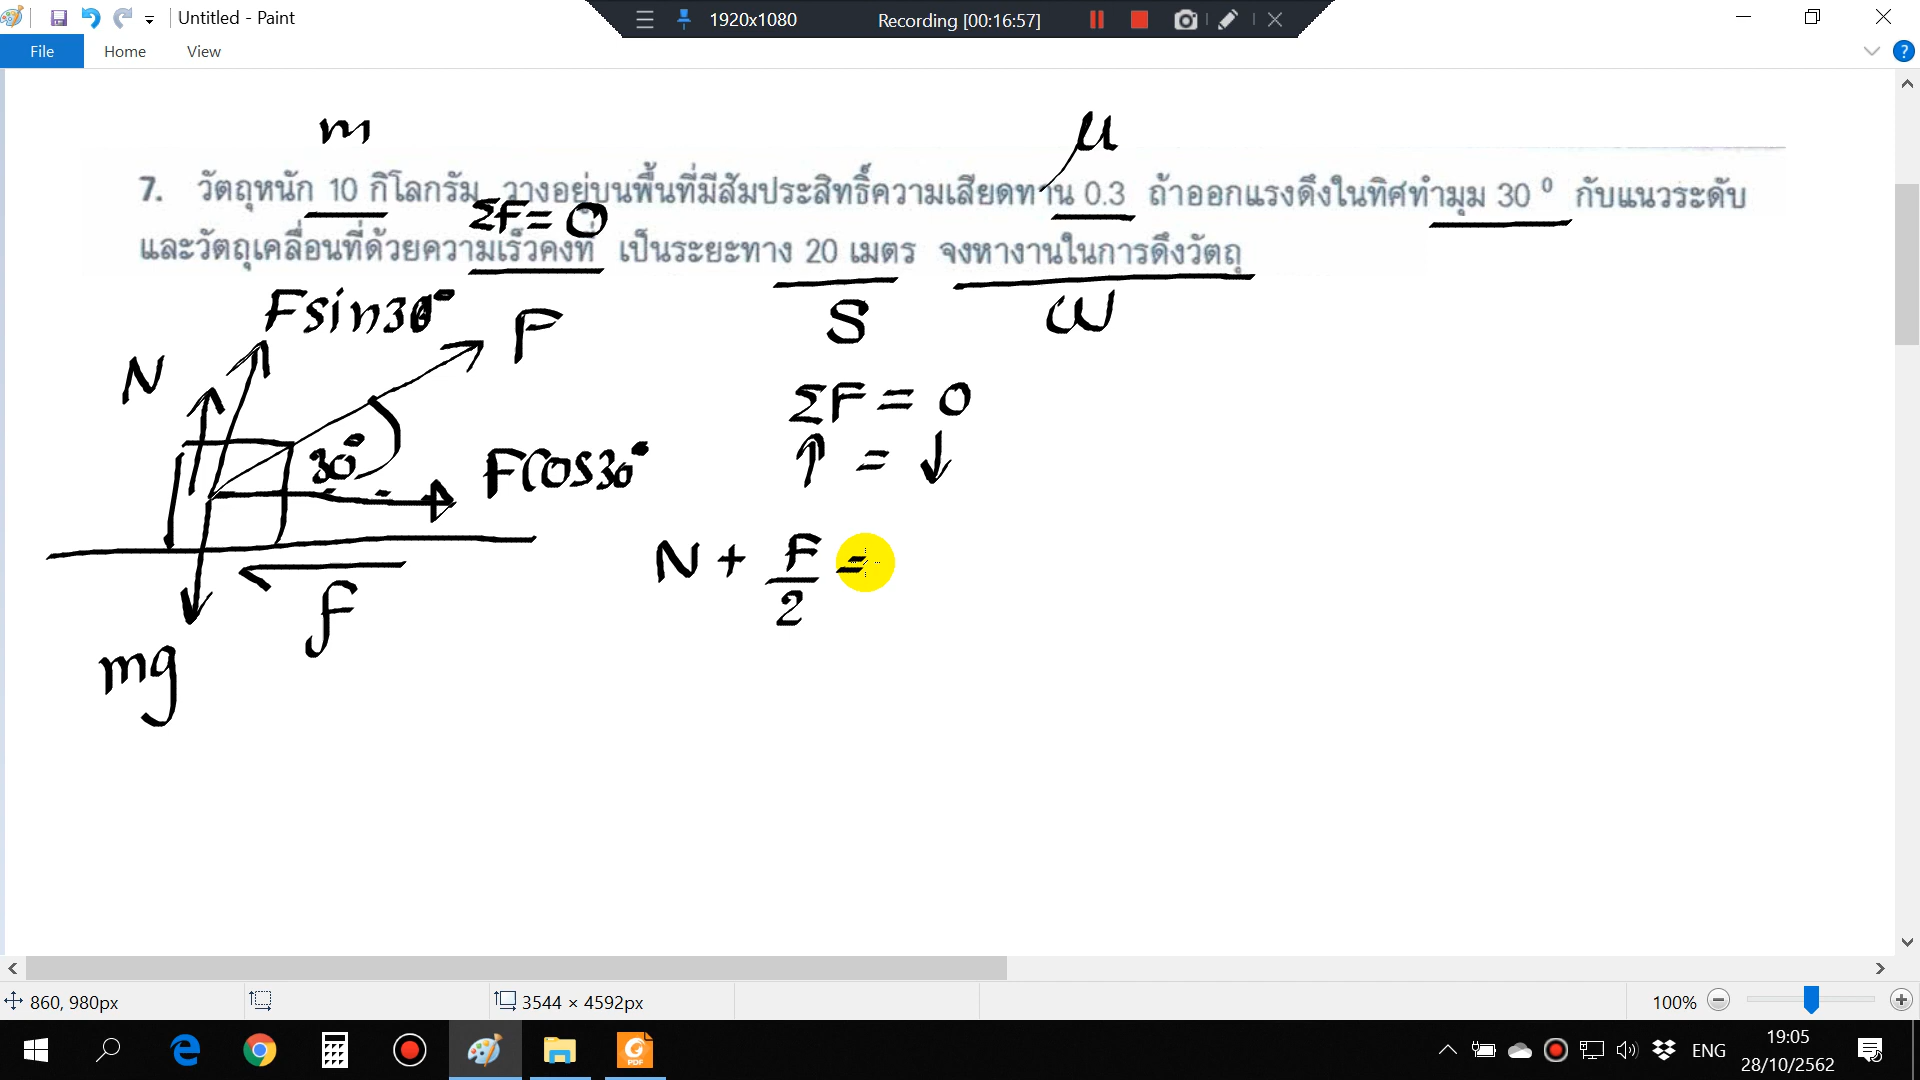 Untitled - Paint
1920x1080
Recording [00:16:57]
File
Home
View
m
μ
7. วัตถุหนัก 10 กิโลกรัม วางอยู่บนพื้นที่มีสัมประสิทธิ์ความเสียดทาน 0.3 ถ้าออกแรงดึงในทิศทำมุม 30 ⁰ กับแนวระดับ
ΣF = 0
และวัตถุเคลื่อนที่ด้วยความเร็วคงที่ เป็นระยะทาง 20 เมตร จงหางานในการดึงวัตถุ
Fsin30°
F
S
W
N
ΣF = 0
30°
Fcos30°
↑ = ↓
N + F/2 =
f
mg
860, 980px
3544 × 4592px
100%
PDF
ENG
19:05
28/10/2562